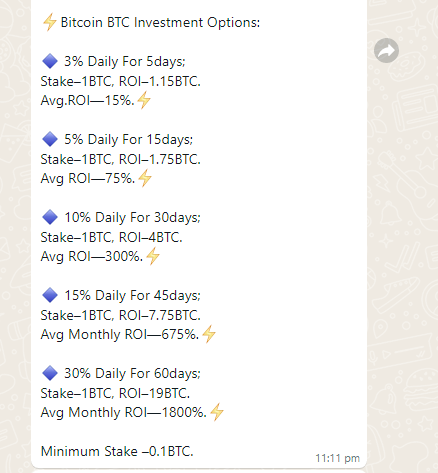 ⚡Bitcoin BTC Investment Options:
🔷 3% Daily For 5days;
Stake–1BTC, ROI–1.15BTC.
Avg.ROI—15%.⚡
🔷 5% Daily For 15days;
Stake–1BTC, ROI–1.75BTC.
Avg ROI—75%.⚡
🔷 10% Daily For 30days;
Stake–1BTC, ROI–4BTC.
Avg ROI—300%.⚡
🔷 15% Daily For 45days;
Stake–1BTC, ROI–7.75BTC.
Avg Monthly ROI—675%.⚡
🔷 30% Daily For 60days;
Stake–1BTC, ROI–19BTC.
Avg Monthly ROI—1800%.⚡
Minimum Stake –0.1BTC.
11:11 pm